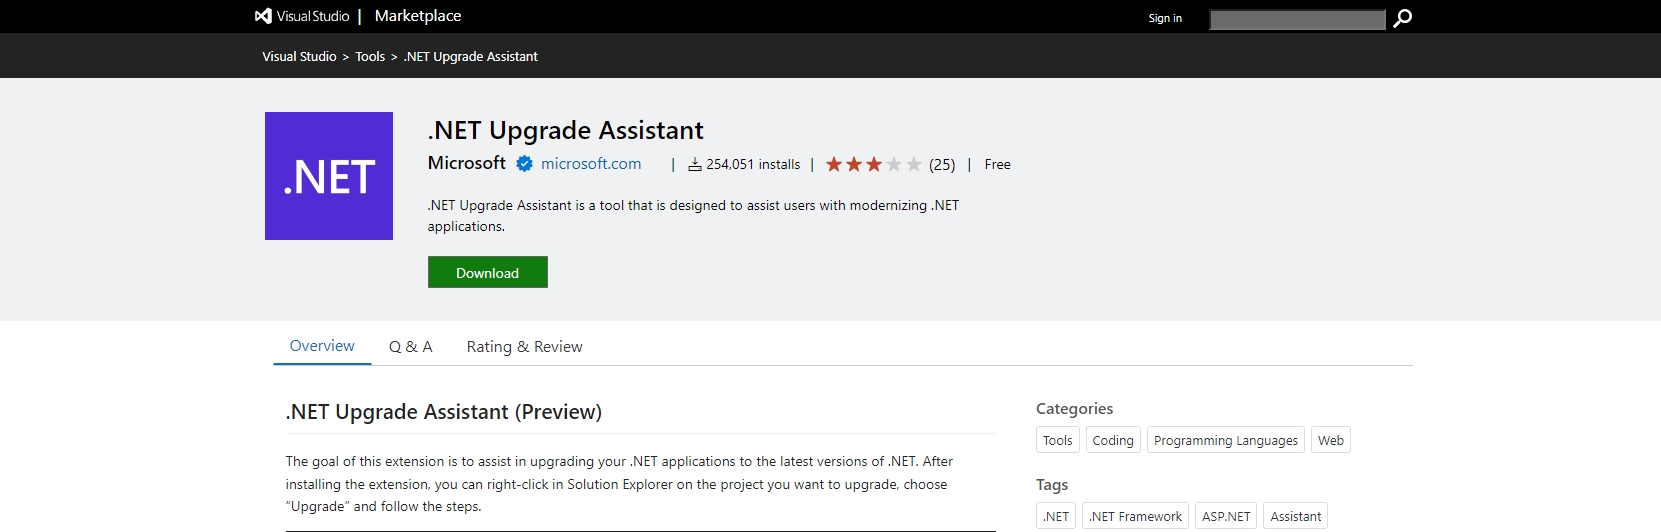 Visual Studio | Marketplace
Sign in
Visual Studio > Tools > .NET Upgrade Assistant
.NET
.NET Upgrade Assistant
Microsoft microsoft.com | 254,051 installs | (25) | Free
.NET Upgrade Assistant is a tool that is designed to assist users with modernizing .NET
applications.
Download
Overview Q & A Rating & Review
.NET Upgrade Assistant (Preview)
The goal of this extension is to assist in upgrading your .NET applications to the latest versions of .NET. After
installing the extension, you can right-click in Solution Explorer on the project you want to upgrade, choose
“Upgrade” and follow the steps.
Categories
Tools Coding Programming Languages Web
Tags
.NET .NET Framework ASP.NET Assistant